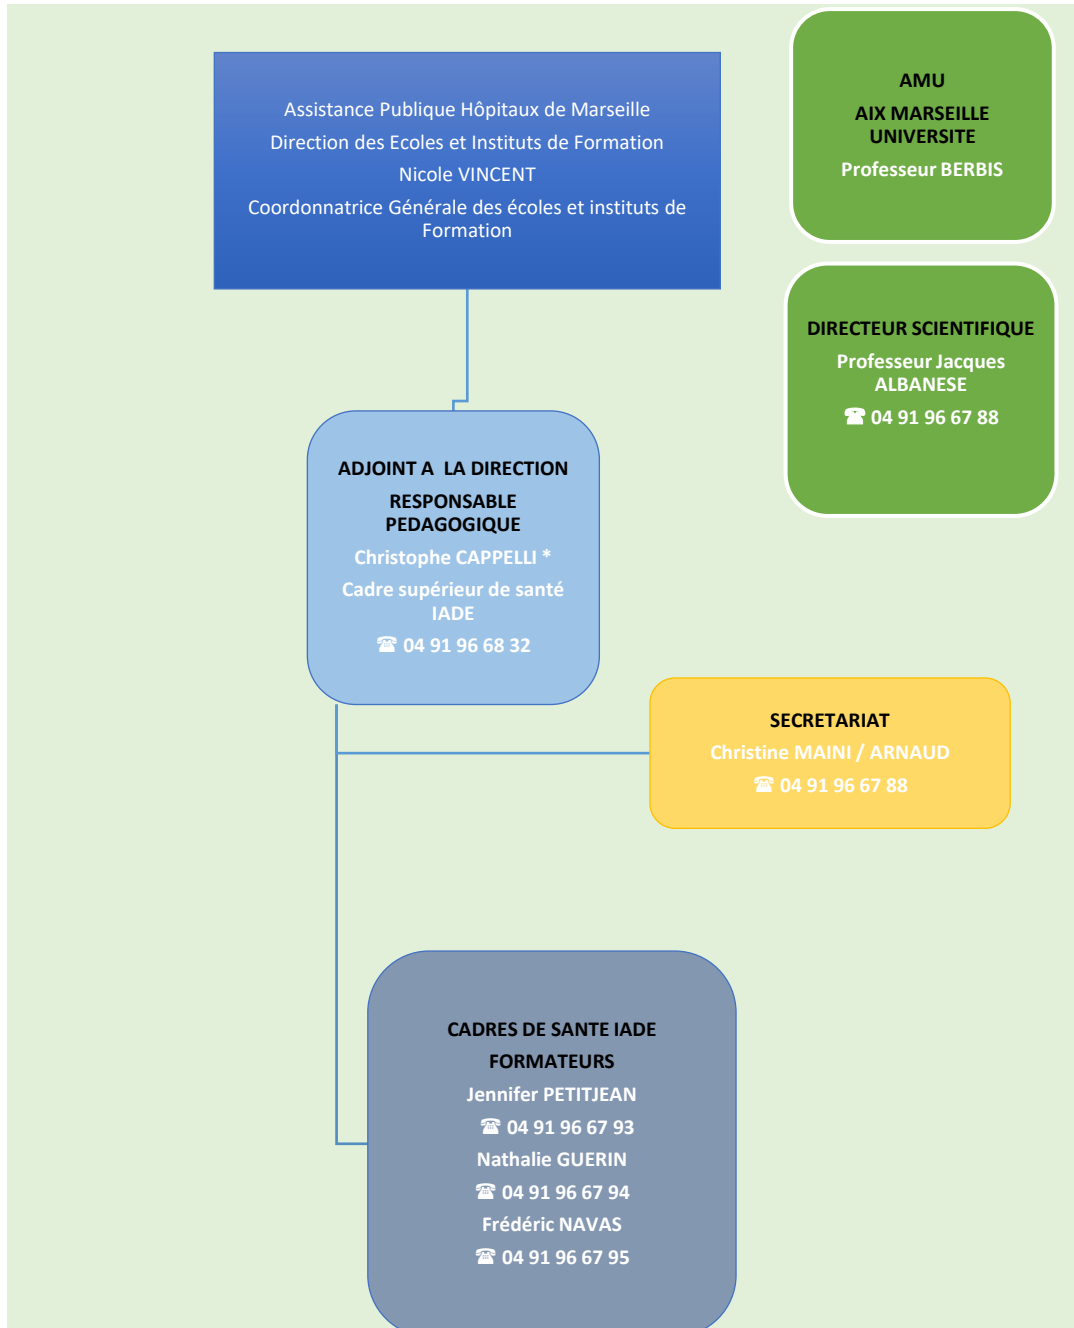 Assistance Publique Hôpitaux de Marseille
Direction des Ecoles et Instituts de Formation
Nicole VINCENT
Coordonnatrice Générale des écoles et instituts de
Formation
AMU
AIX MARSEILLE
UNIVERSITE
Professeur BERBIS
DIRECTEUR SCIENTIFIQUE
Professeur Jacques
ALBANESE
☎ 04 91 96 67 88
ADJOINT A LA DIRECTION
RESPONSABLE
PEDAGOGIQUE
Christophe CAPPELLI *
Cadre supérieur de santé
IADE
☎ 04 91 96 68 32
SECRETARIAT
Christine MAINI / ARNAUD
☎ 04 91 96 67 88
CADRES DE SANTE IADE
FORMATEURS
Jennifer PETITJEAN
☎ 04 91 96 67 93
Nathalie GUERIN
☎ 04 91 96 67 94
Frédéric NAVAS
☎ 04 91 96 67 95